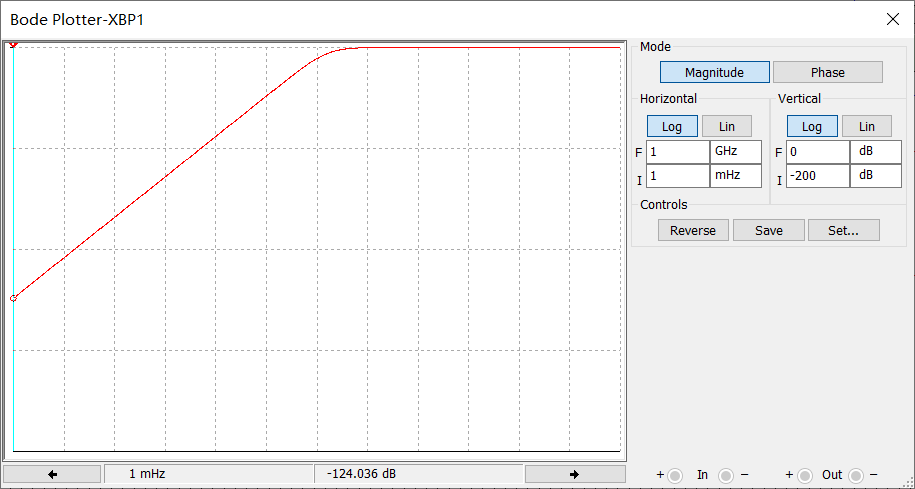 Bode Plotter-XBP1
Mode
Magnitude Phase
Horizontal Vertical
Log Lin Log Lin
F 1 GHz F 0 dB
I 1 mHz I -200 dB
Controls
Reverse Save Set...
1 mHz -124.036 dB + In − + Out −